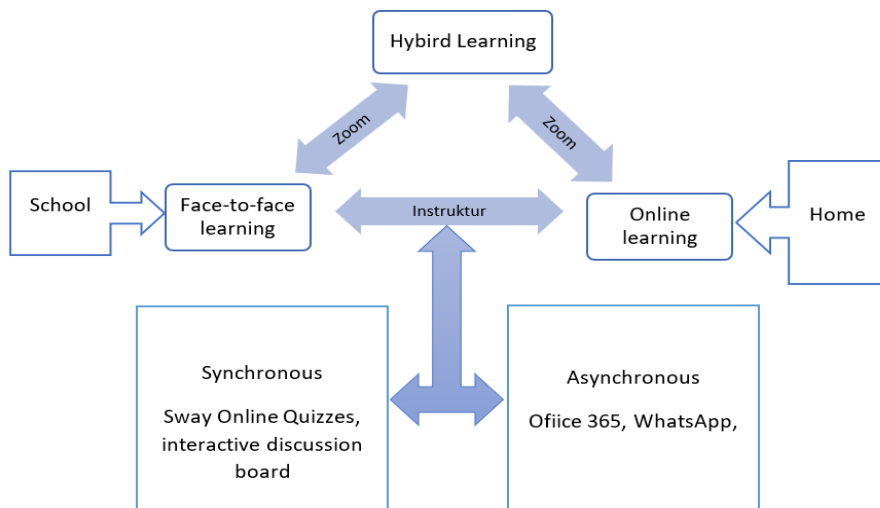 Hybird Learning
Zoom
Zoom
School
Face-to-face
learning
Instruktur
Online
learning
Home
Synchronous
Sway Online Quizzes,
interactive discussion
board
Asynchronous
Ofiice 365, WhatsApp,